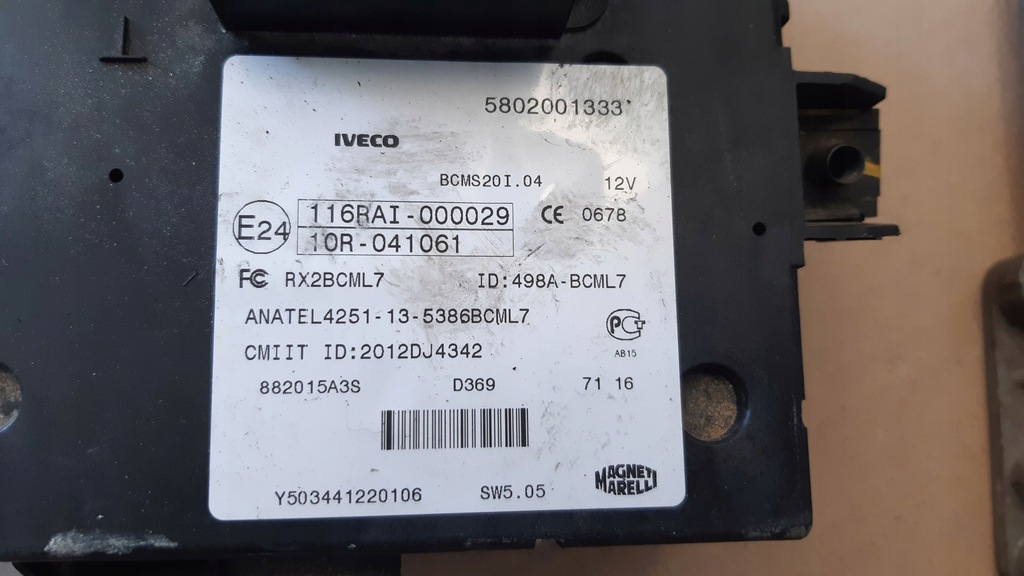 5802001333*
IVECO
BCMS20I.04 12V
E24 116RAI-000029 CE 0678
10R-041061
FC RX2BCML7 ID:498A-BCML7
ANATEL4251-13-5386BCML7
CMIIT ID:2012DJ4342
AB15
882015A3S D369 71 16
Y503441220106 SW5.05
MAGNETI
MARELLI